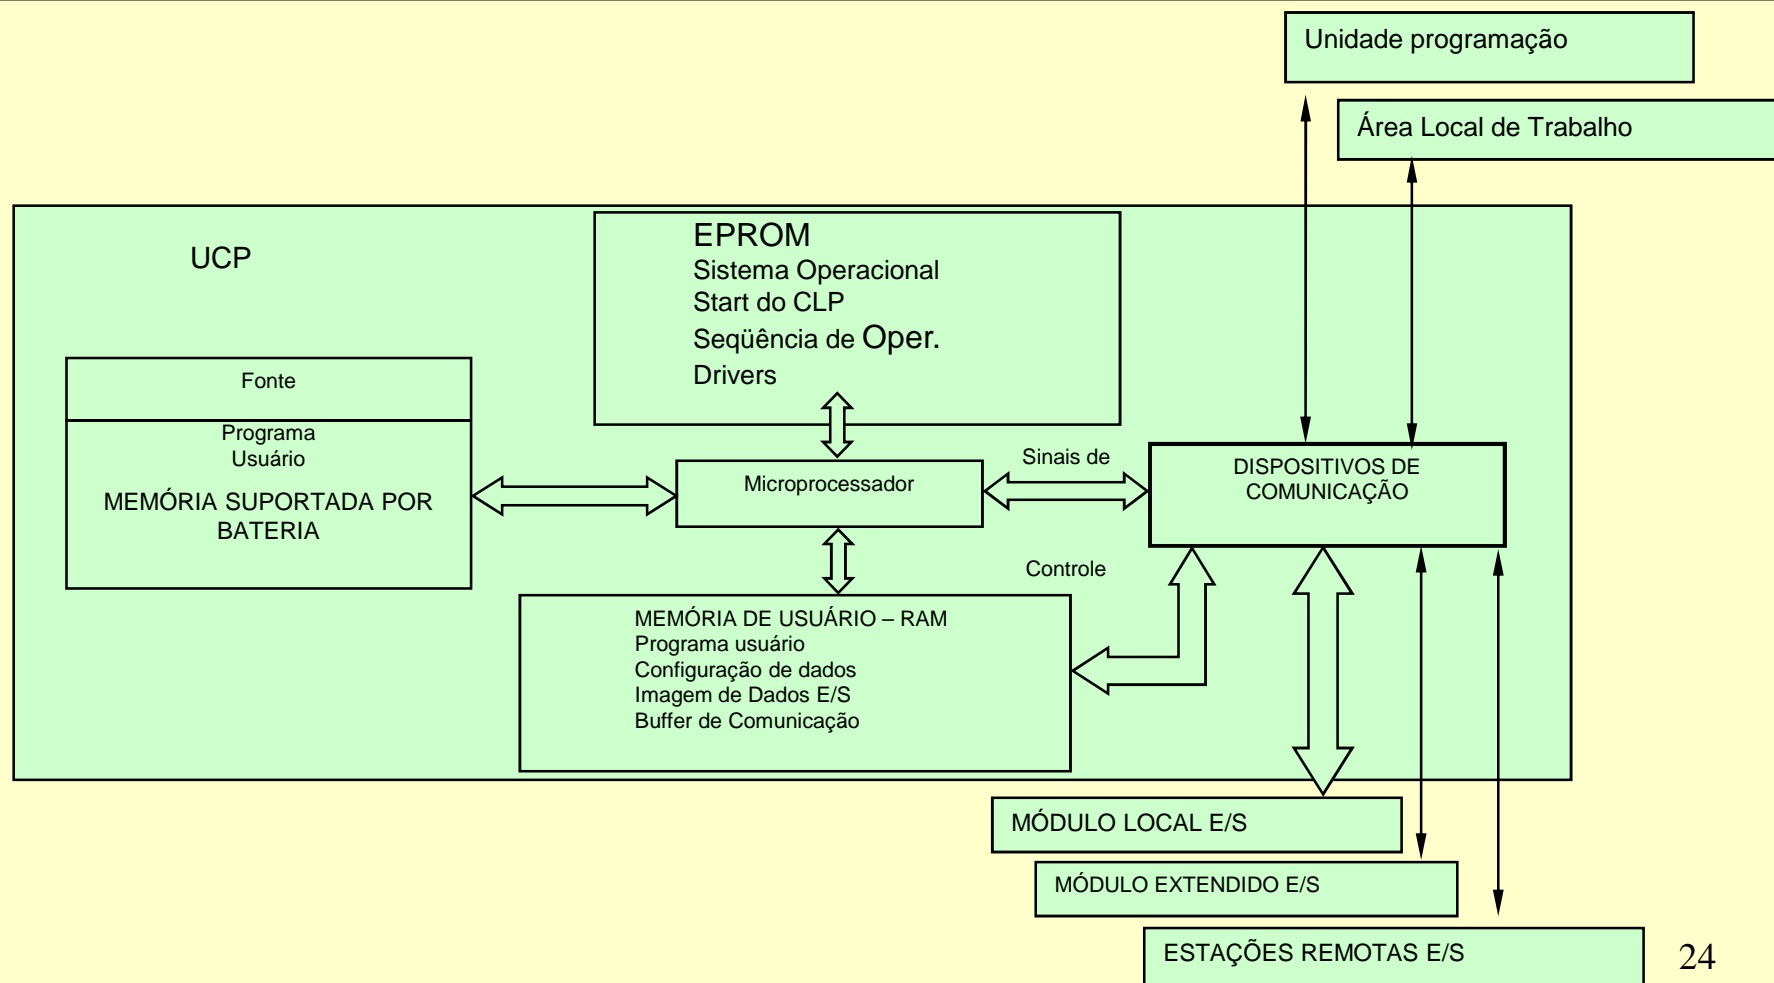 Unidade programação
Área Local de Trabalho
UCP
EPROM
Sistema Operacional
Start do CLP
Seqüência de Oper.
Drivers
Fonte
Programa
Usuário
MEMÓRIA SUPORTADA POR
BATERIA
Microprocessador
Sinais de
Controle
DISPOSITIVOS DE
COMUNICAÇÃO
MEMÓRIA DE USUÁRIO – RAM
Programa usuário
Configuração de dados
Imagem de Dados E/S
Buffer de Comunicação
MÓDULO LOCAL E/S
MÓDULO EXTENDIDO E/S
ESTAÇÕES REMOTAS E/S
24